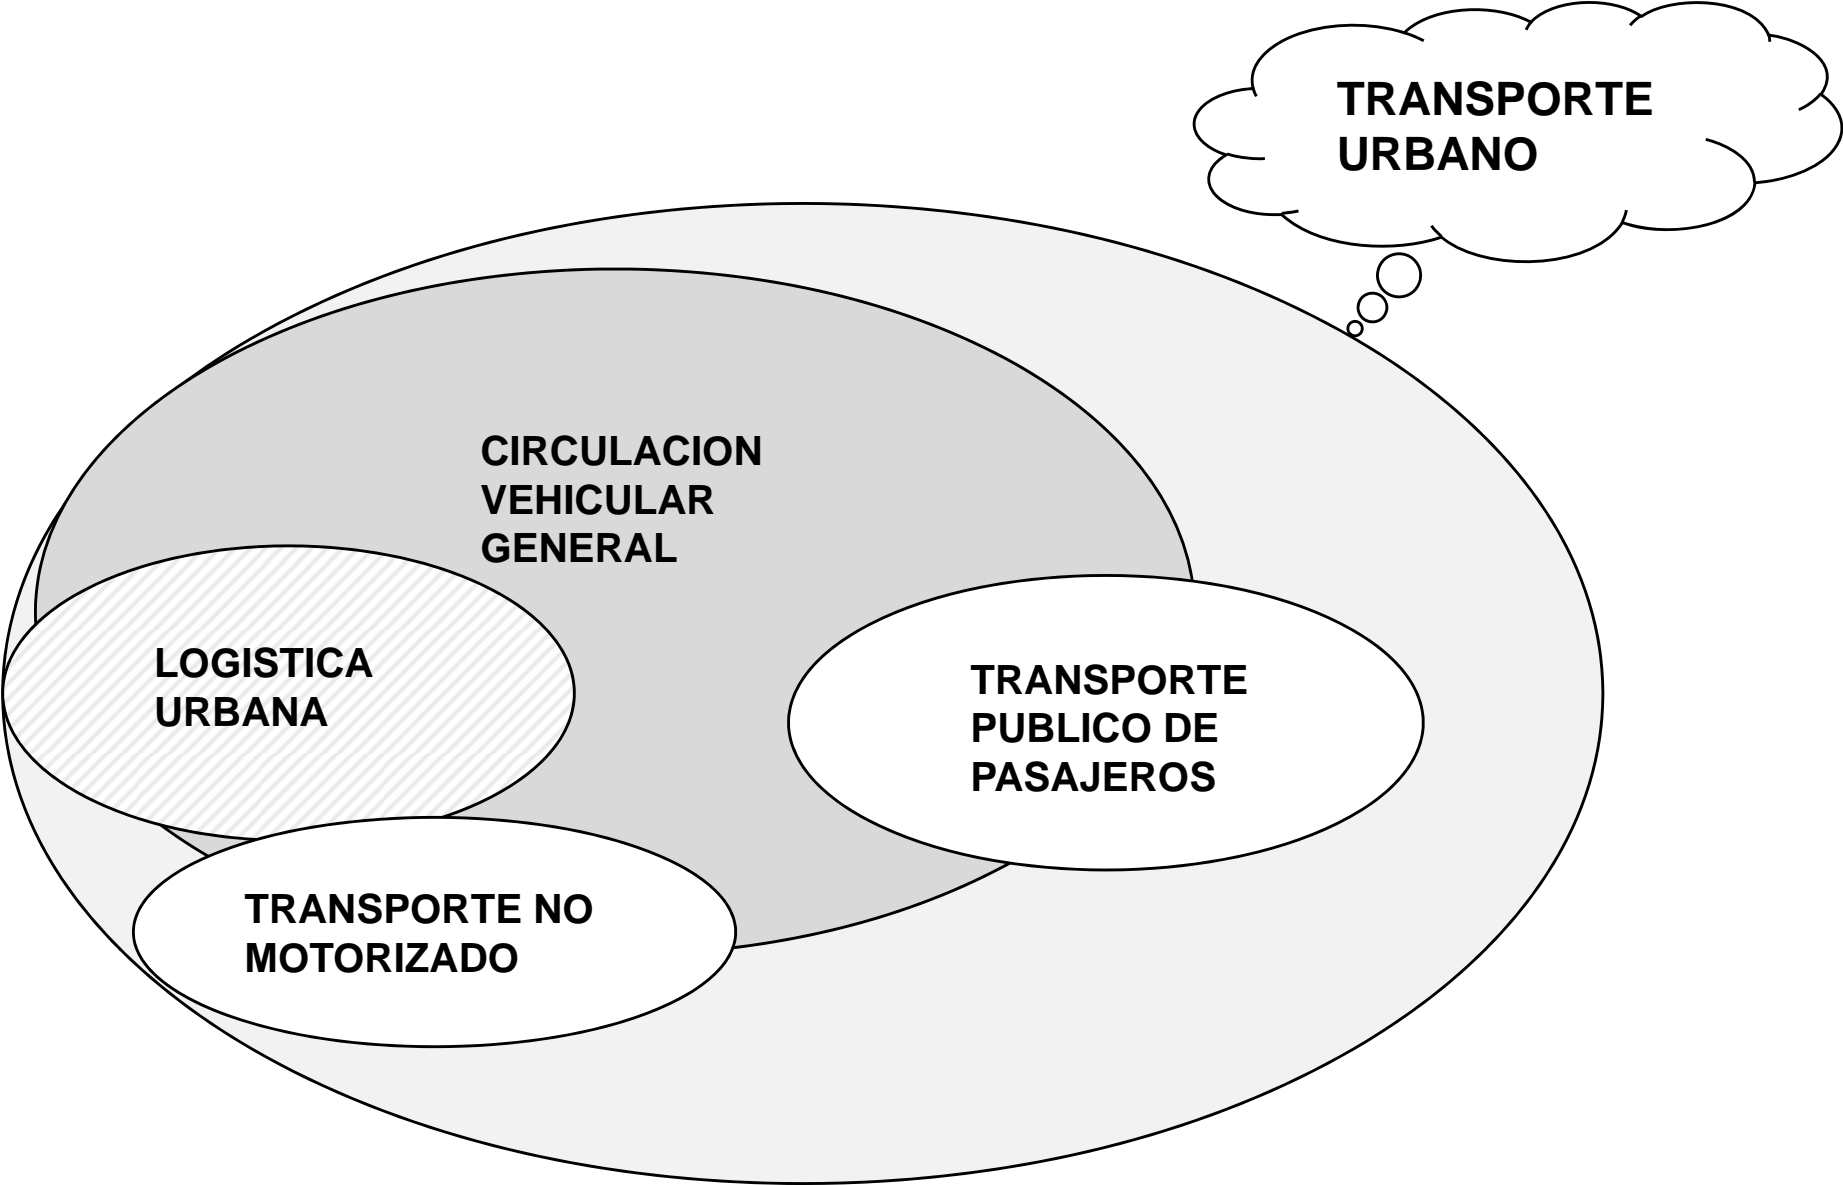 TRANSPORTE
URBANO
CIRCULACION
VEHICULAR
GENERAL
LOGISTICA
URBANA
TRANSPORTE
PUBLICO DE
PASAJEROS
TRANSPORTE NO
MOTORIZADO